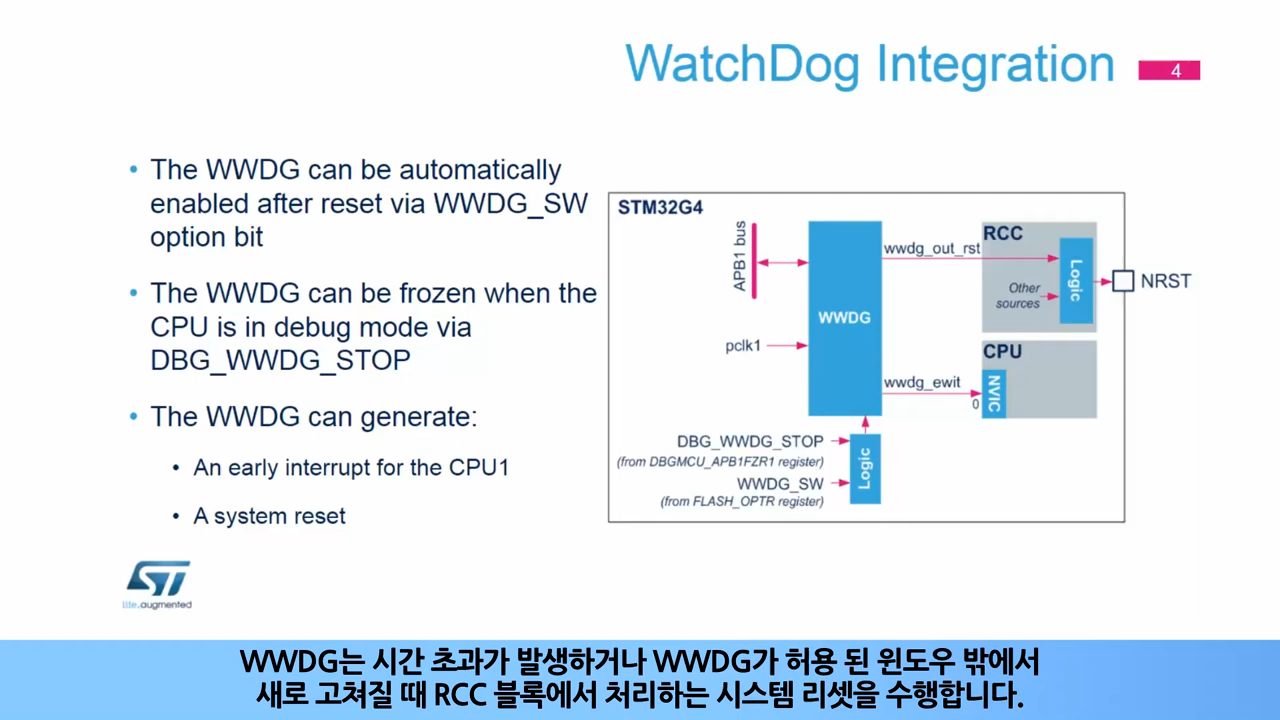 WatchDog Integration
4
• The WWDG can be automatically
enabled after reset via WWDG_SW
option bit
• The WWDG can be frozen when the
CPU is in debug mode via
DBG_WWDG_STOP
• The WWDG can generate:
• An early interrupt for the CPU1
• A system reset
STM32G4
APB1 bus
pclk1
WWDG
wwdg_out_rst
wwdg_ewit
0
RCC
Other
sources
Logic
NRST
CPU
NVIC
DBG_WWDG_STOP
(from DBGMCU_APB1FZR1 register)
WWDG_SW
(from FLASH_OPTR register)
Logic
ST
life.augmented
WWDG는 시간 초과가 발생하거나 WWDG가 허용 된 윈도우 밖에서
새로 고쳐질 때 RCC 블록에서 처리하는 시스템 리셋을 수행합니다.